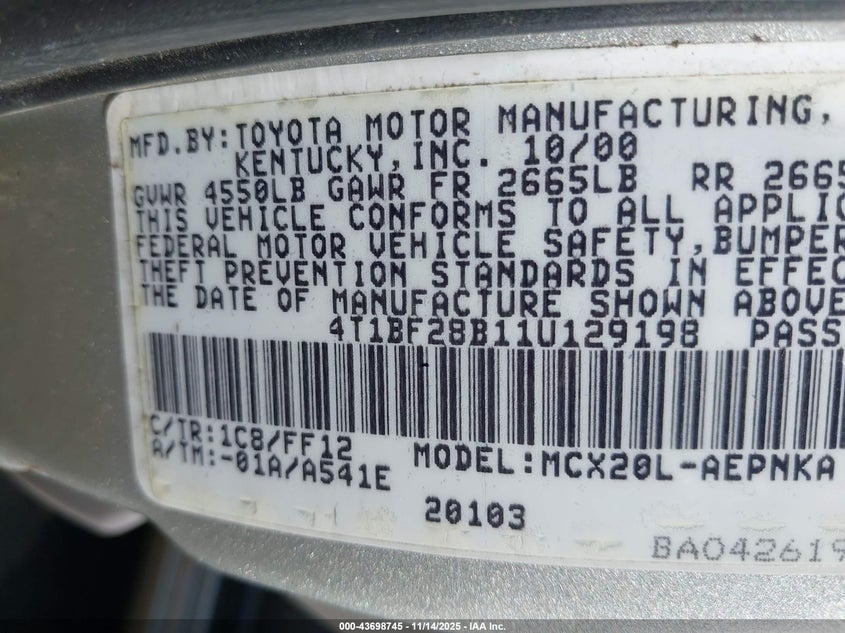 MFD.BY:TOYOTA MOTOR MANUFACTURING,
KENTUCKY,INC. 10/00
GVWR 4550LB GAWR FR 2665LB RR 2665
THIS VEHICLE CONFORMS TO ALL APPLIC
FEDERAL MOTOR VEHICLE SAFETY,BUMPER
THEFT PREVENTION STANDARDS IN EFFEC
THE DATE OF MANUFACTURE SHOWN ABOVE
4T1BF28B11U129198 PASS
C/TR:1C8/FF12
A/TM:-01A/A541E
MODEL:MCX20L-AEPNKA
20103
BAO42619
000-43698745 | 11/14/2025 - IAA Inc.